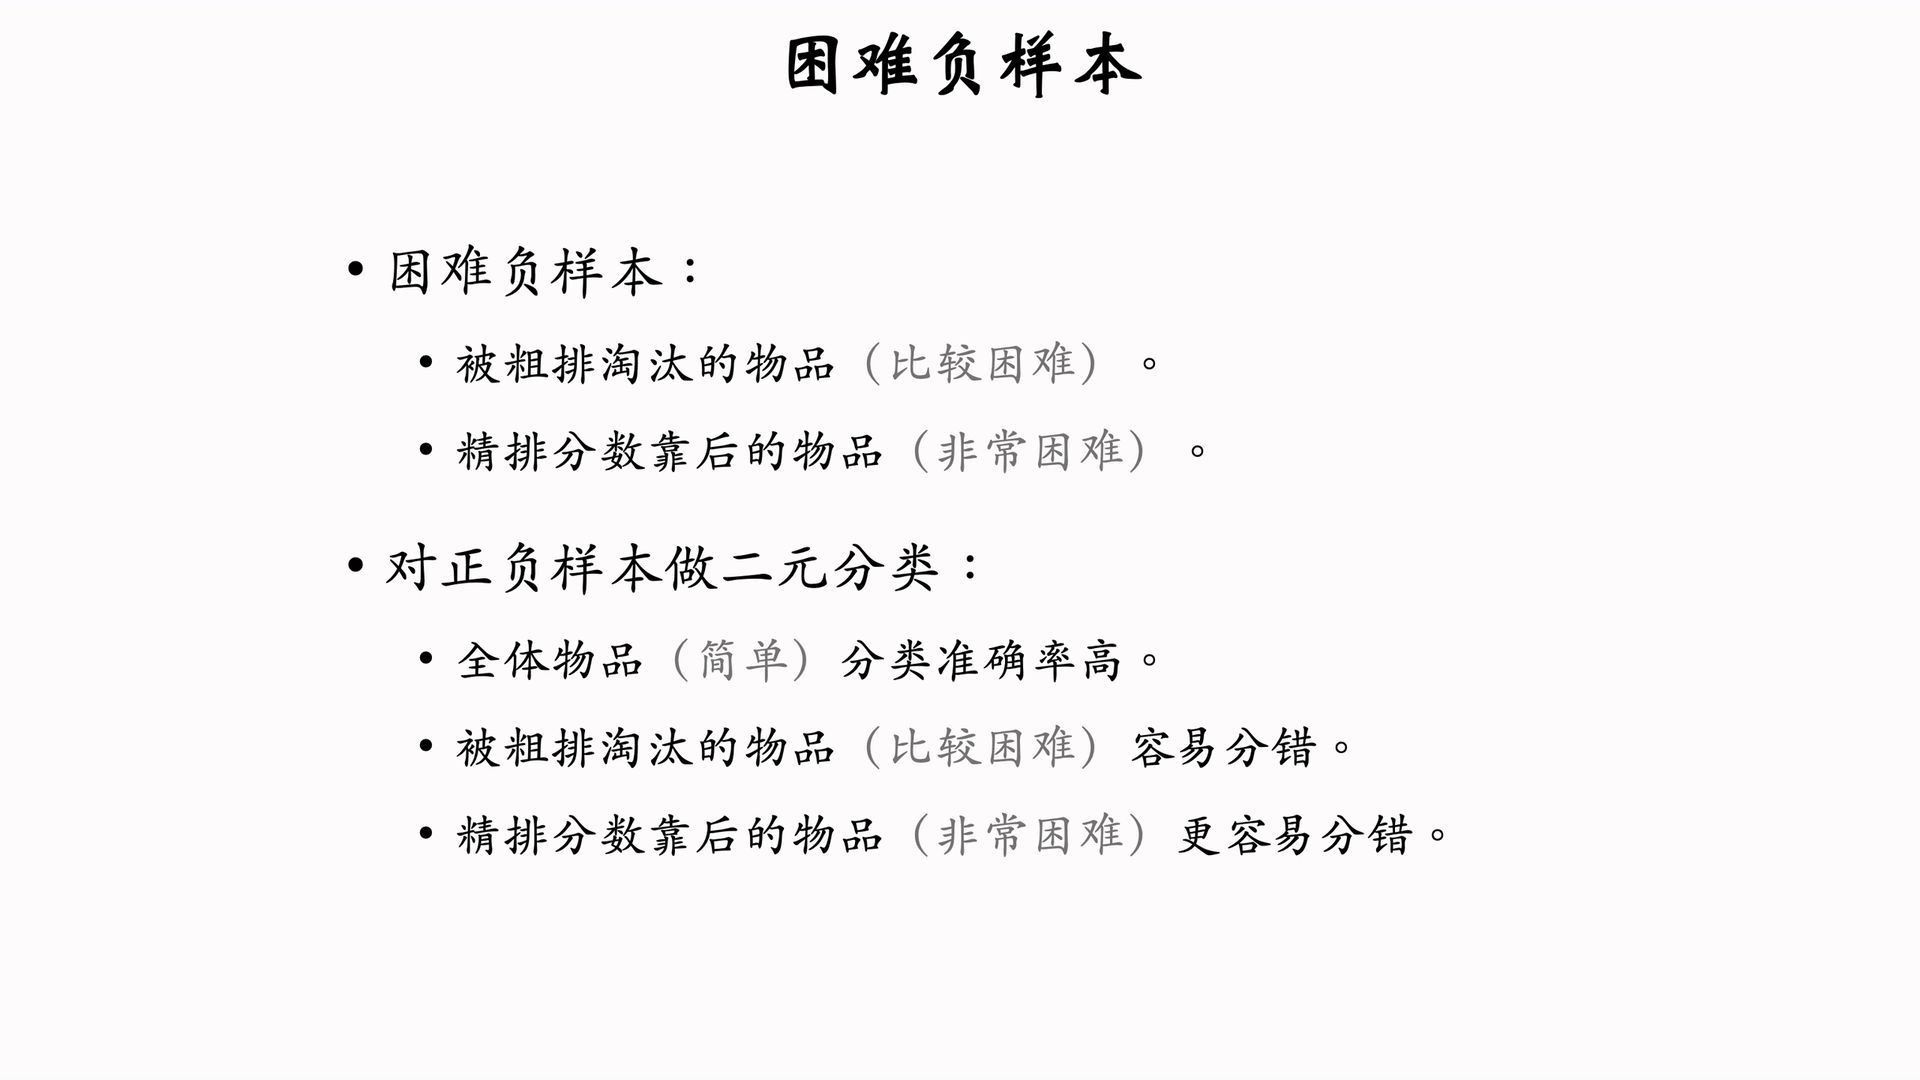 困难负样本
• 困难负样本：
• 被粗排淘汰的物品（比较困难）。
• 精排分数靠后的物品（非常困难）。
• 对正负样本做二元分类：
• 全体物品（简单）分类准确率高。
• 被粗排淘汰的物品（比较困难）容易分错。
• 精排分数靠后的物品（非常困难）更容易分错。